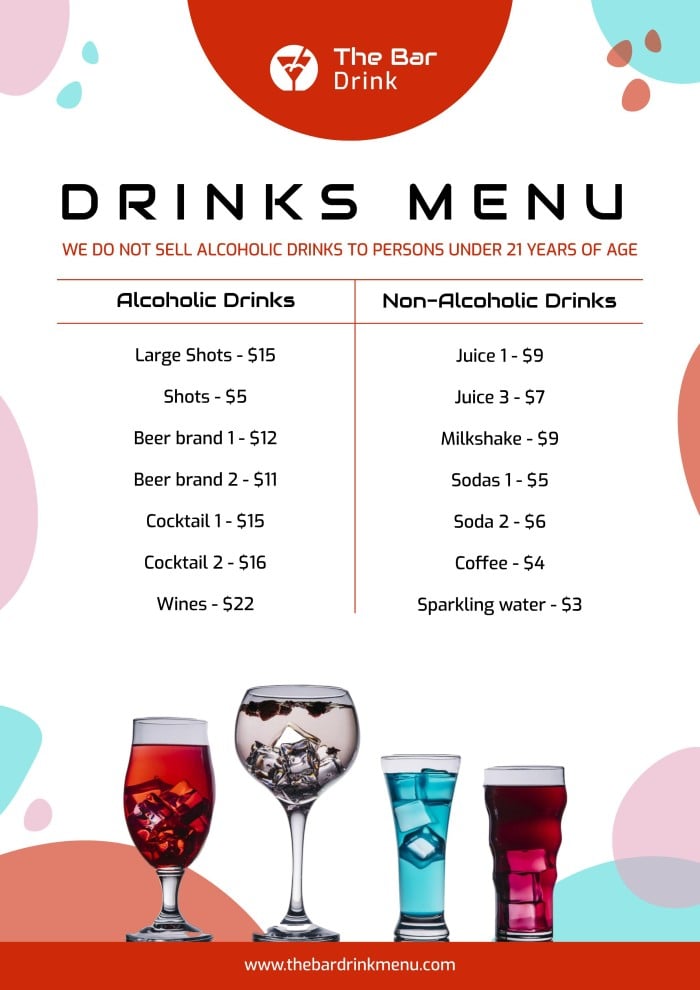 The Bar
Drink
DRINKS MENU
WE DO NOT SELL ALCOHOLIC DRINKS TO PERSONS UNDER 21 YEARS OF AGE
Alcoholic Drinks
Large Shots - $15
Shots - $5
Beer brand 1 - $12
Beer brand 2 - $11
Cocktail 1 - $15
Cocktail 2 - $16
Wines - $22
Non-Alcoholic Drinks
Juice 1 - $9
Juice 3 - $7
Milkshake - $9
Sodas 1 - $5
Soda 2 - $6
Coffee - $4
Sparkling water - $3
www.thebardrinkmenu.com